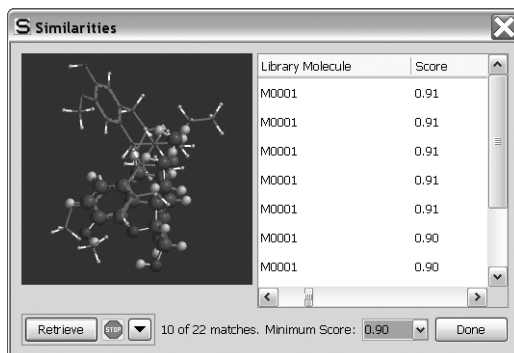 S Similarities
Library Molecule Score
M0001 0.91
M0001 0.91
M0001 0.91
M0001 0.91
M0001 0.91
M0001 0.90
M0001 0.90
Retrieve STOP 10 of 22 matches. Minimum Score: 0.90 Done